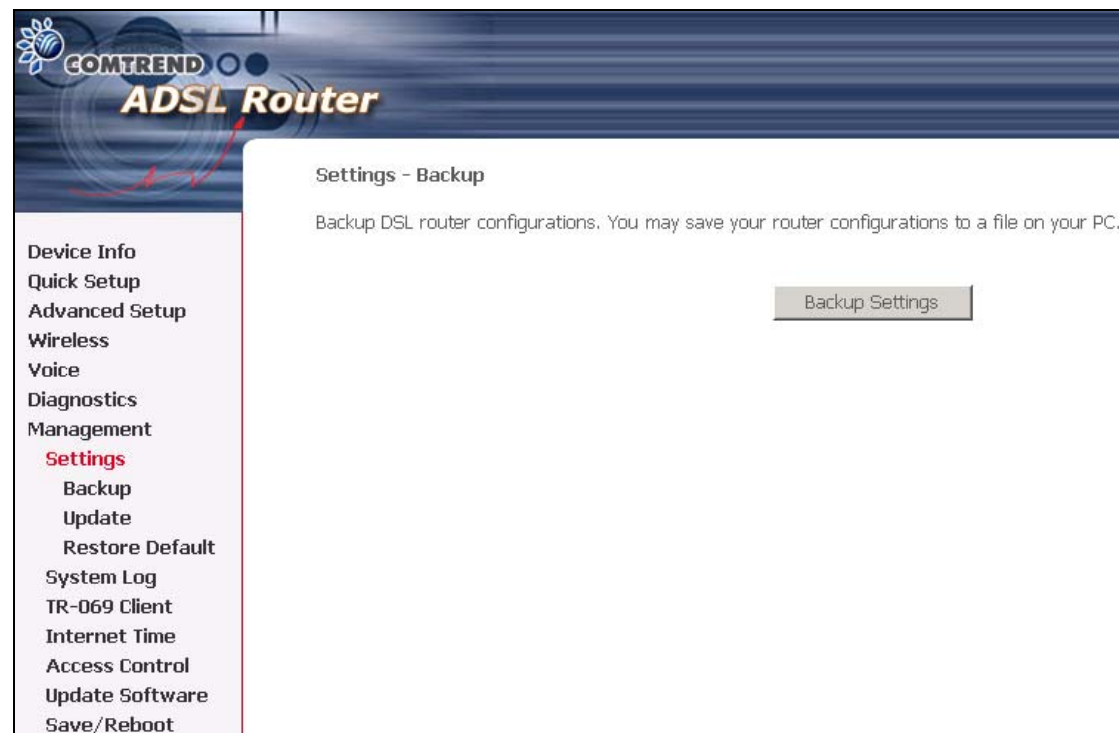 COMTREND
ADSL Router
Settings - Backup
Backup DSL router configurations. You may save your router configurations to a file on your PC.
Backup Settings
Device Info
Quick Setup
Advanced Setup
Wireless
Voice
Diagnostics
Management
Settings
Backup
Update
Restore Default
System Log
TR-069 Client
Internet Time
Access Control
Update Software
Save/Reboot